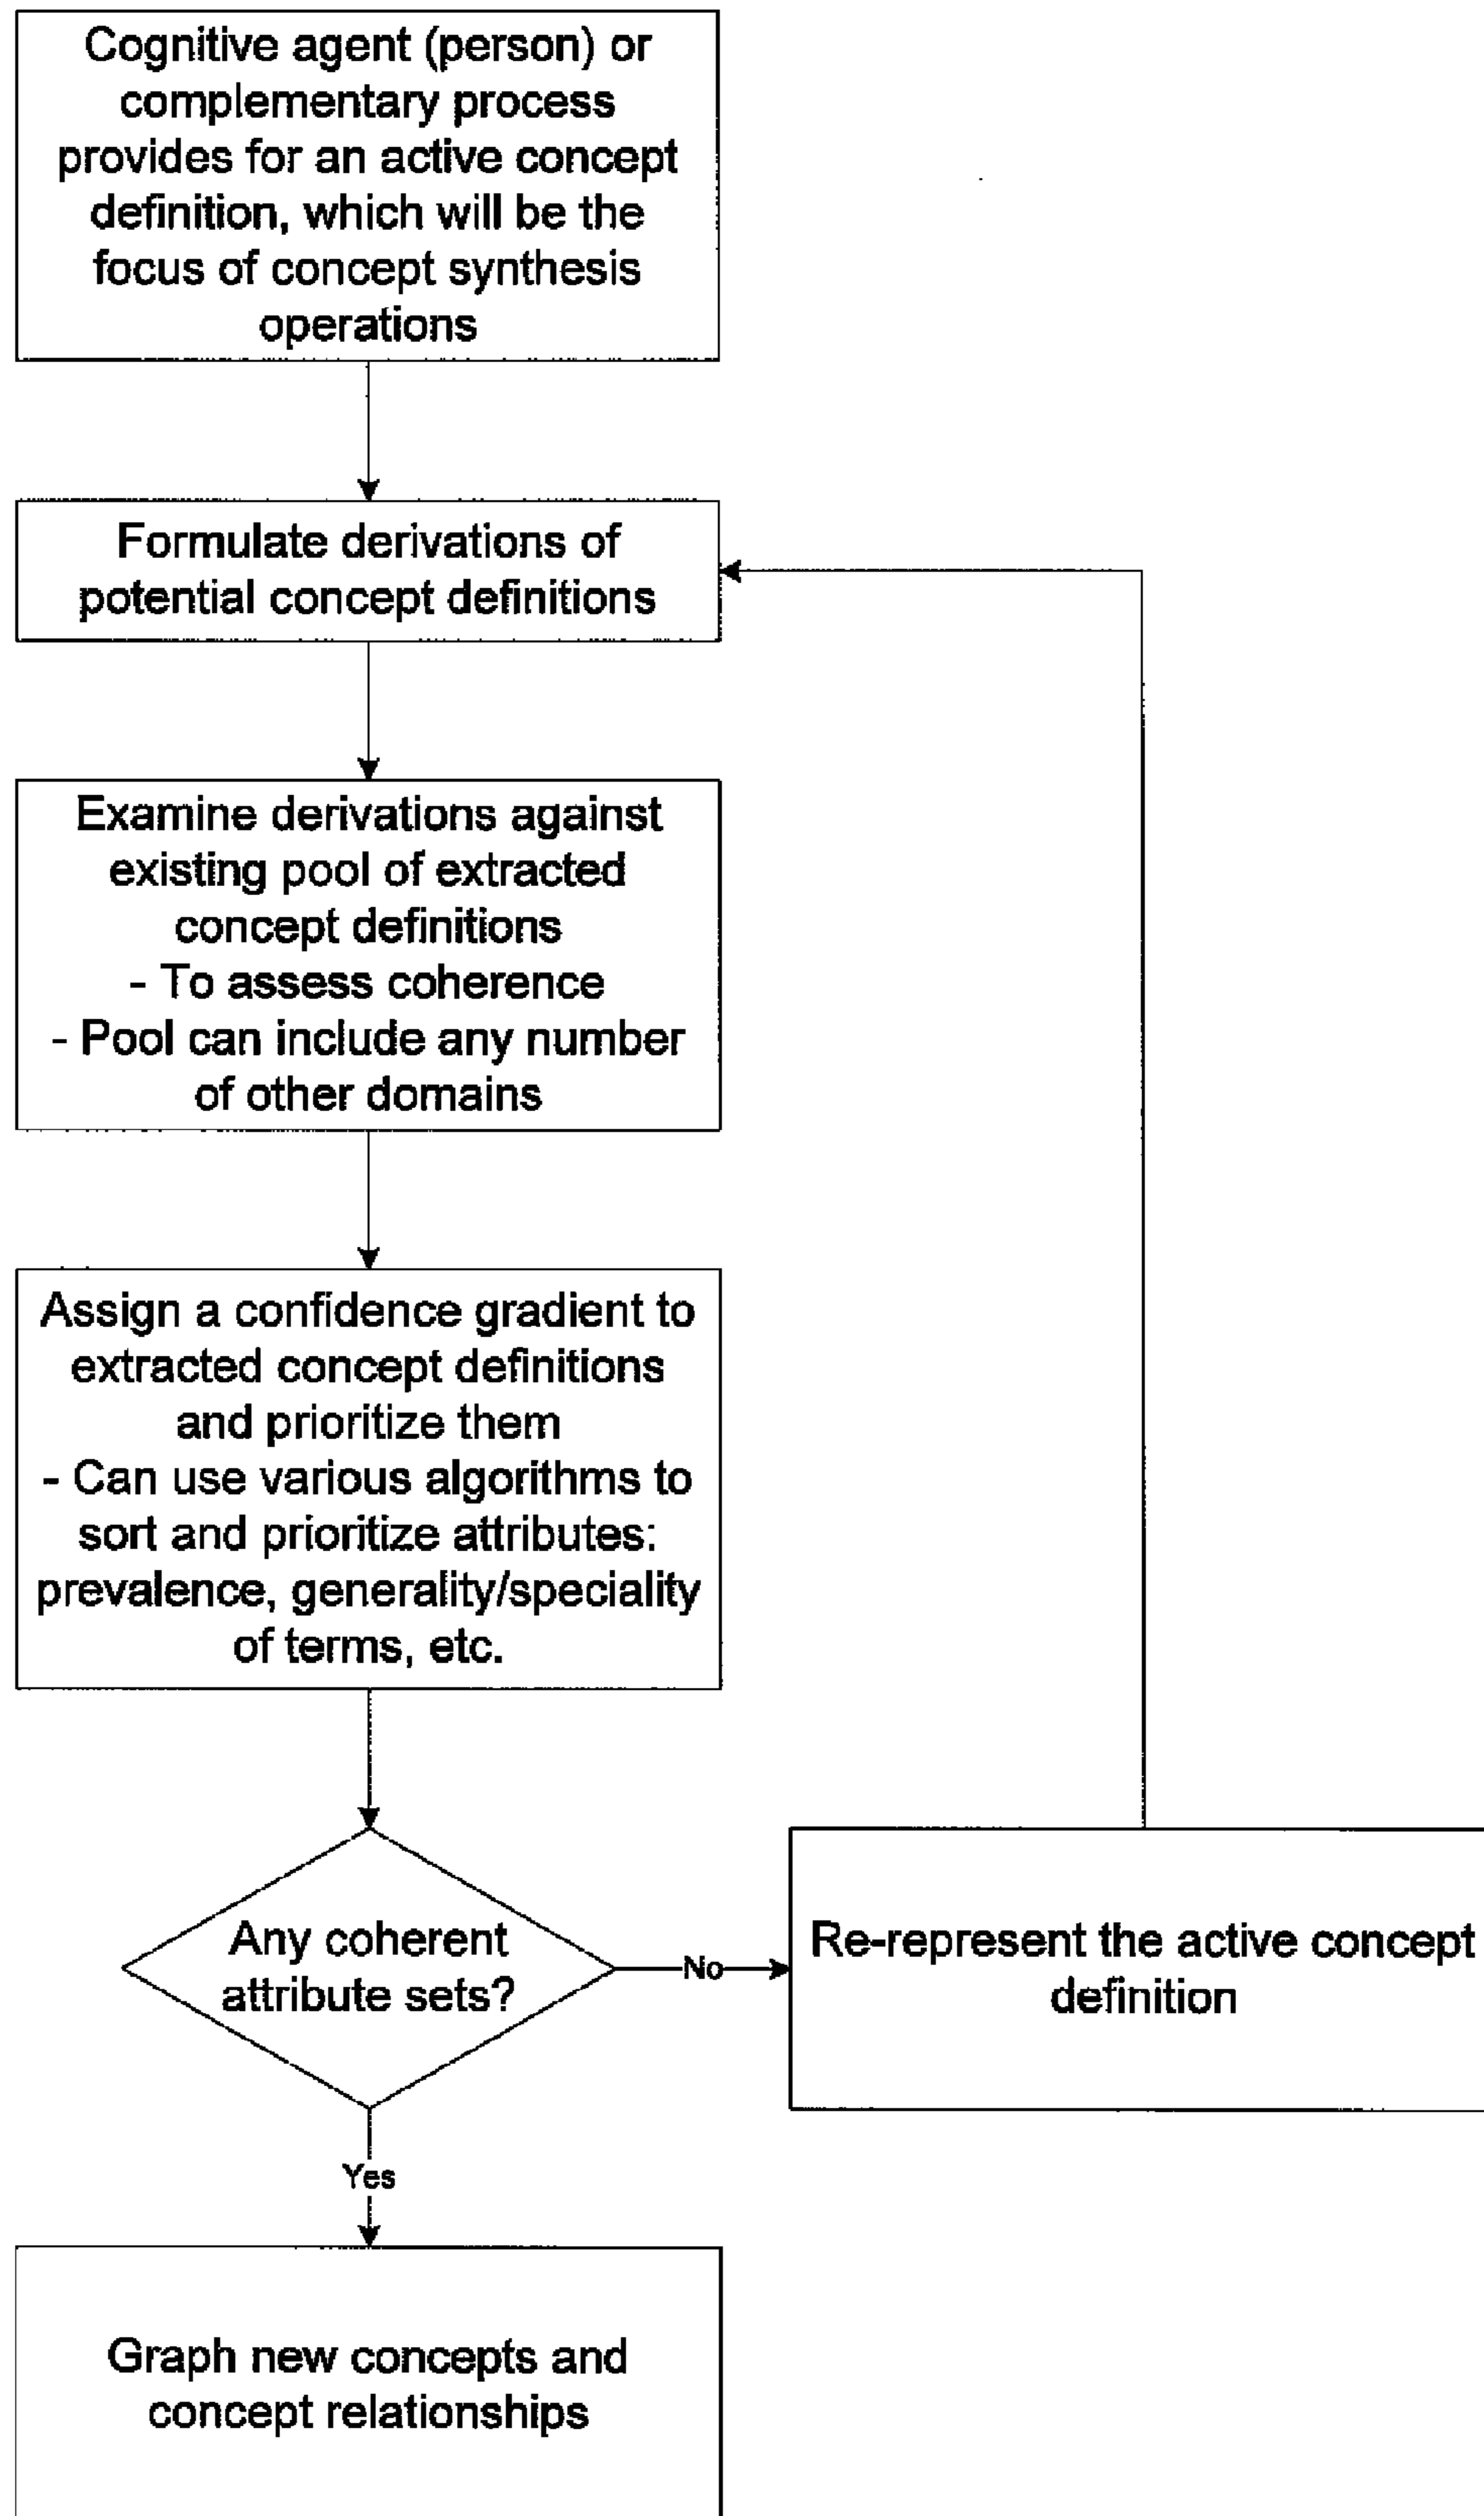 Cognitive agent (person) or
complementary process
provides for an active concept
definition, which will be the
focus of concept synthesis
operations
Formulate derivations of
potential concept definitions
Examine derivations against
existing pool of extracted
concept definitions
- To assess coherence
- Pool can include any number
of other domains
Assign a confidence gradient to
extracted concept definitions
and prioritize them
- Can use various algorithms to
sort and prioritize attributes:
prevalence, generality/speciality
of terms, etc.
Any coherent
attribute sets?
No
Re-represent the active concept
definition
Yes
Graph new concepts and
concept relationships